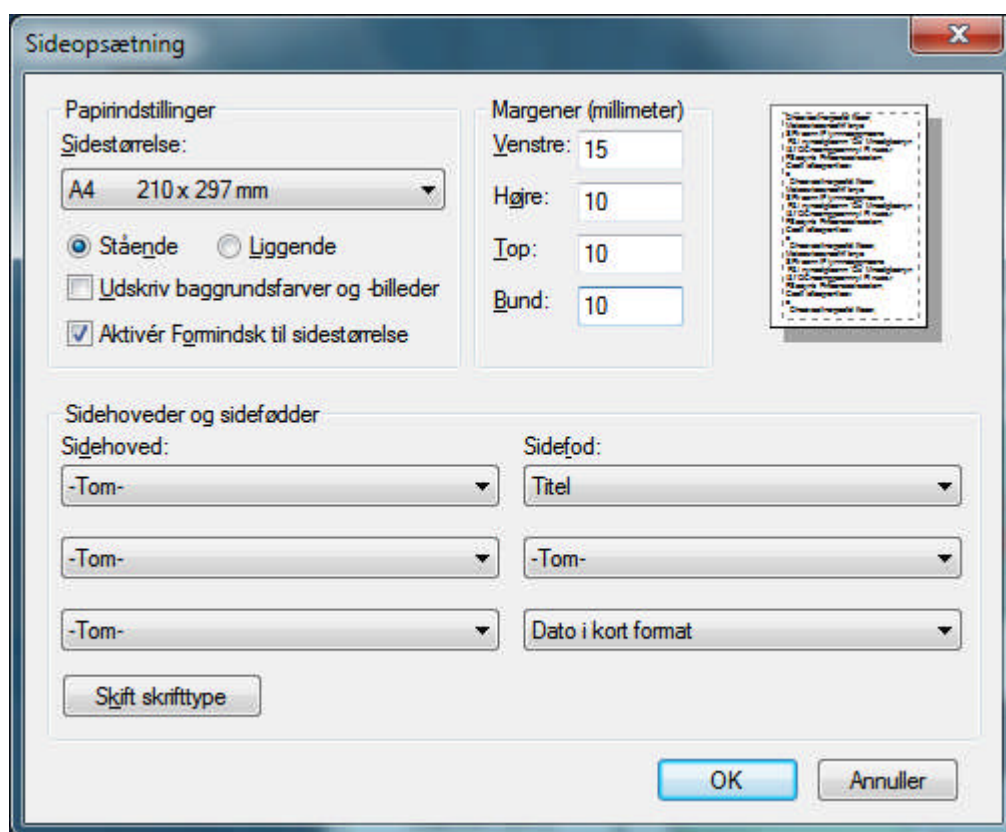 Sideopsætning
Papirindstillinger
Sidestørrelse:
A4 210 x 297 mm
Stående Liggende
Udskriv baggrundsfarver og -billeder
Aktivér Formindsk til sidestørrelse
Margener (millimeter)
Venstre: 15
Højre: 10
Top: 10
Bund: 10
Sidehoveder og sidefødder
Sidehoved: Sidefod:
-Tom- Titel
-Tom- -Tom-
-Tom- Dato i kort format
Skift skrifttype
OK Annuller